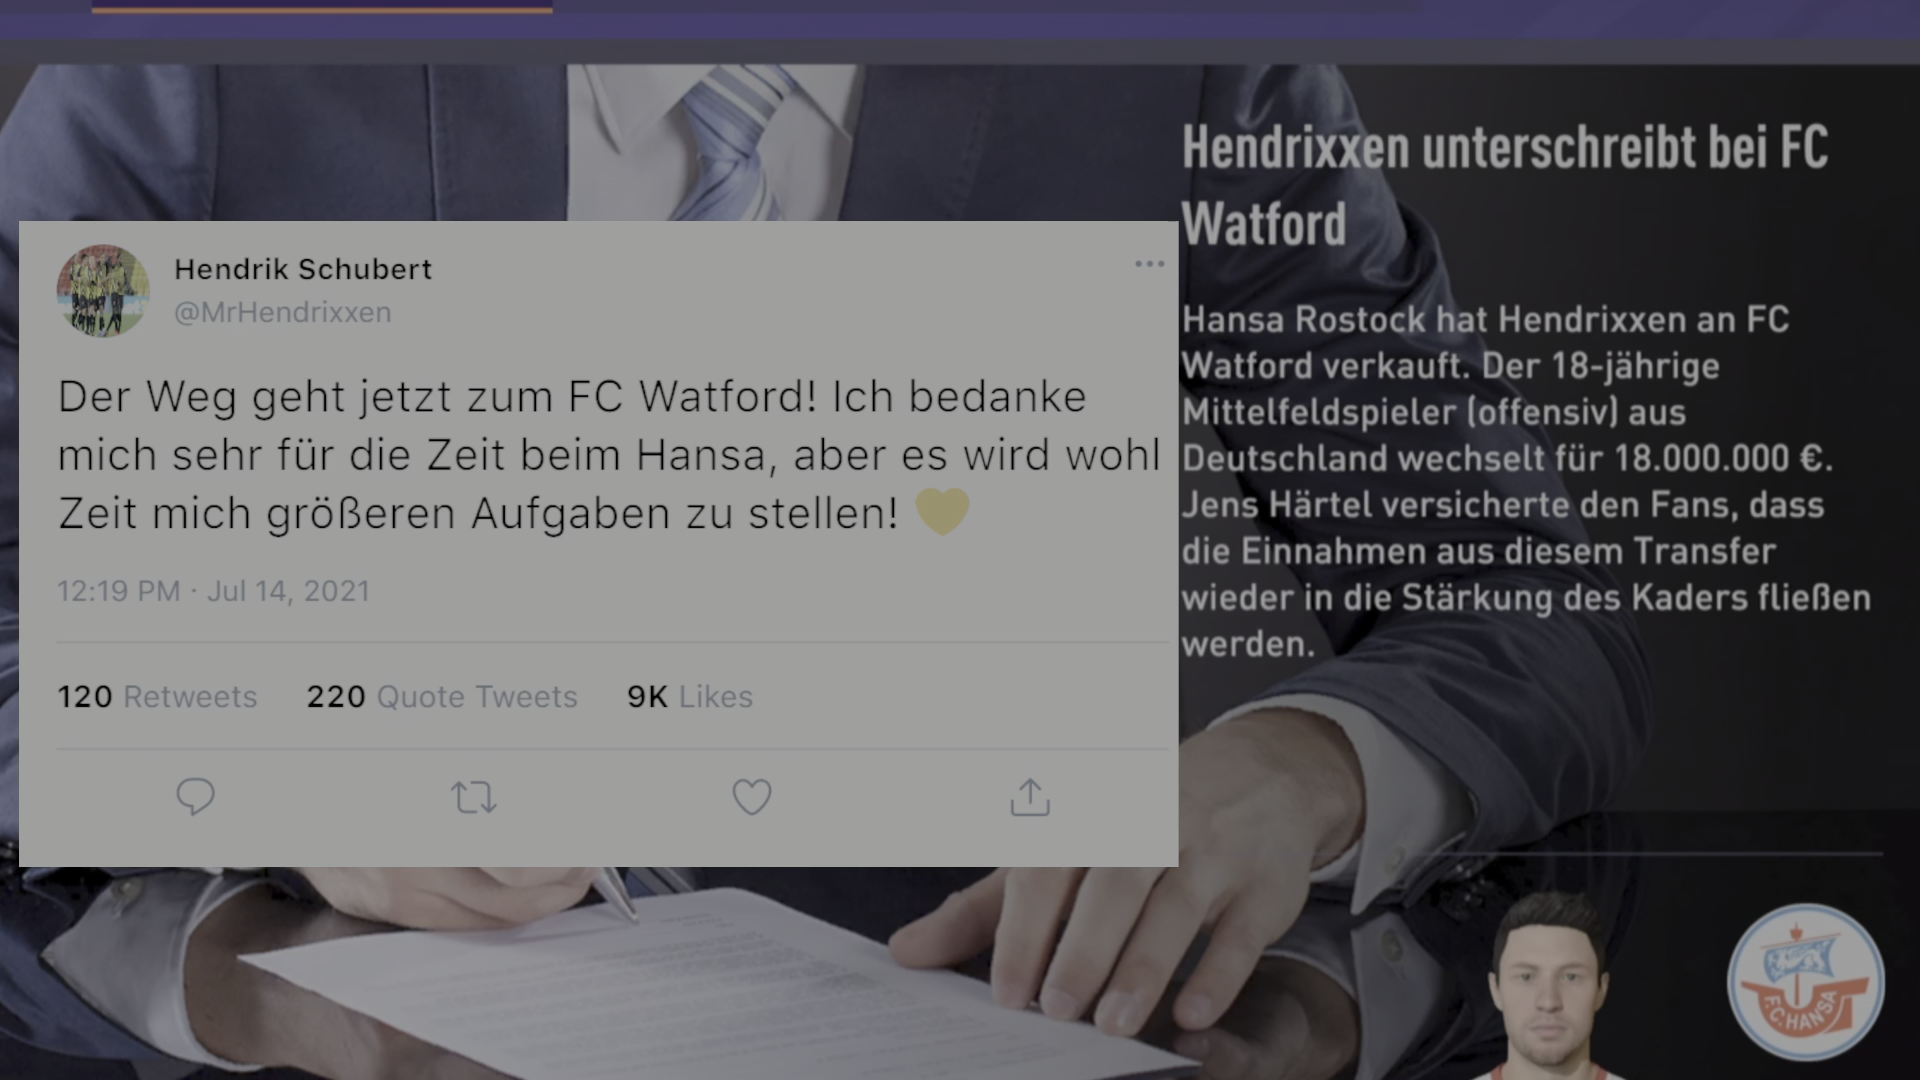 Hendrik Schubert
@MrHendrixxen
Der Weg geht jetzt zum FC Watford! Ich bedanke
mich sehr für die Zeit beim Hansa, aber es wird wohl
Zeit mich größeren Aufgaben zu stellen! 💛
12:19 PM · Jul 14, 2021
120 Retweets 220 Quote Tweets 9K Likes
Hendrixxen unterschreibt bei FC
Watford
Hansa Rostock hat Hendrixxen an FC
Watford verkauft. Der 18-jährige
Mittelfeldspieler (offensiv) aus
Deutschland wechselt für 18.000.000 €.
Jens Härtel versicherte den Fans, dass
die Einnahmen aus diesem Transfer
wieder in die Stärkung des Kaders fließen
werden.
F.C. HANSA